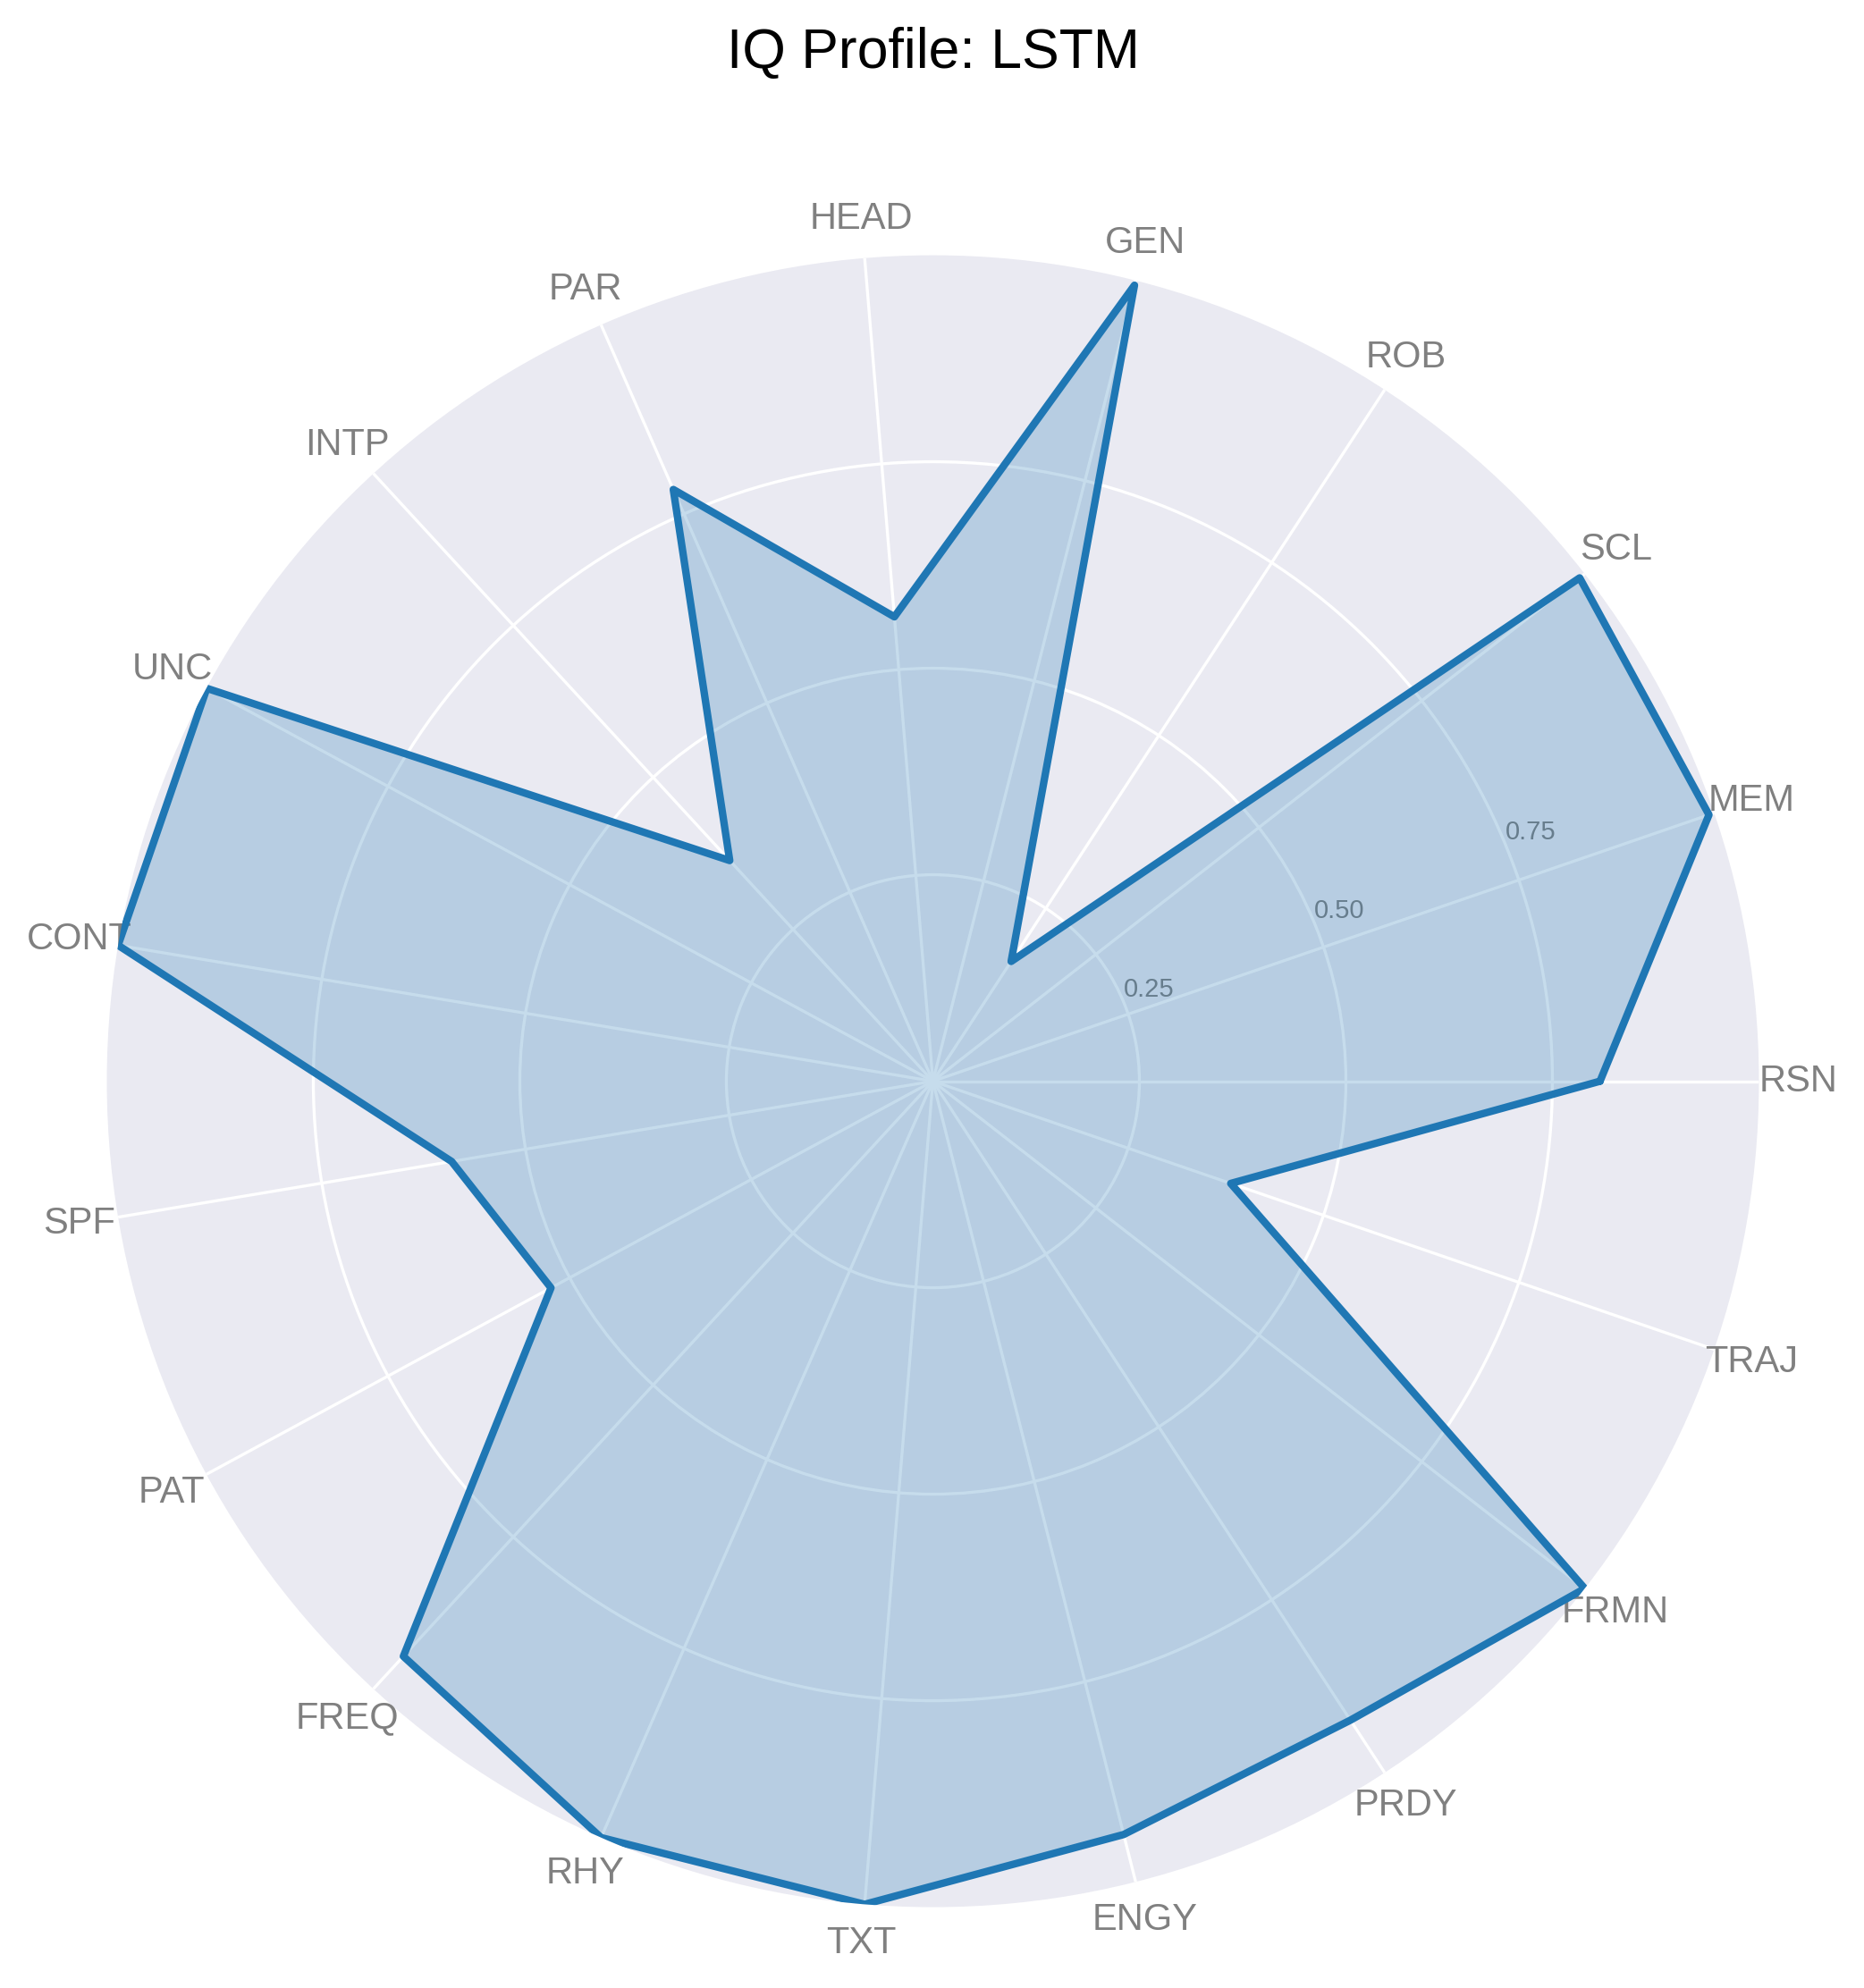 IQ Profile: LSTM
HEAD
GEN
PAR
ROB
INTP
SCL
UNC
MEM
0.75
0.50
CONT
0.25
RSN
SPF
TRAJ
PAT
FRMN
FREQ
PRDY
RHY
ENGY
TXT